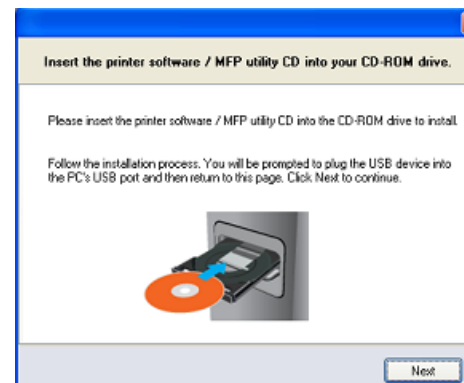 Insert the printer software / MFP utility CD into your CD-ROM drive.
Please insert the printer software / MFP utility CD into the CD-ROM drive to install.
Follow the installation process. You will be prompted to plug the USB device into
the PC's USB port and then return to this page. Click Next to continue.
Next